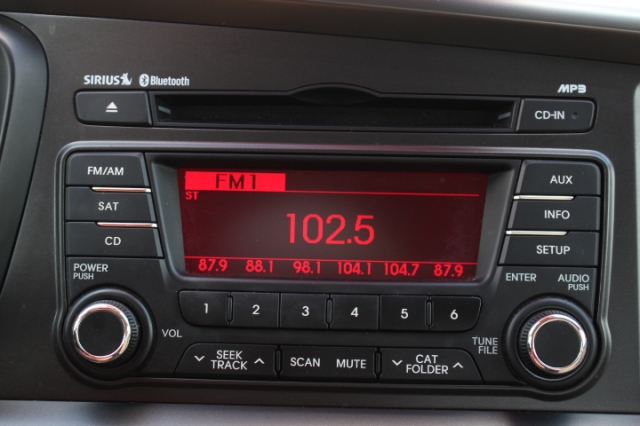 SIRIUS Bluetooth
MP3
CD-IN
FM/AM
SAT
CD
FM1
ST
102.5
87.9 88.1 98.1 104.1 104.7 87.9
AUX
INFO
SETUP
POWER
PUSH
ENTER
AUDIO
PUSH
1 2 3 4 5 6
VOL
TUNE
FILE
SEEK
TRACK
SCAN MUTE
CAT
FOLDER